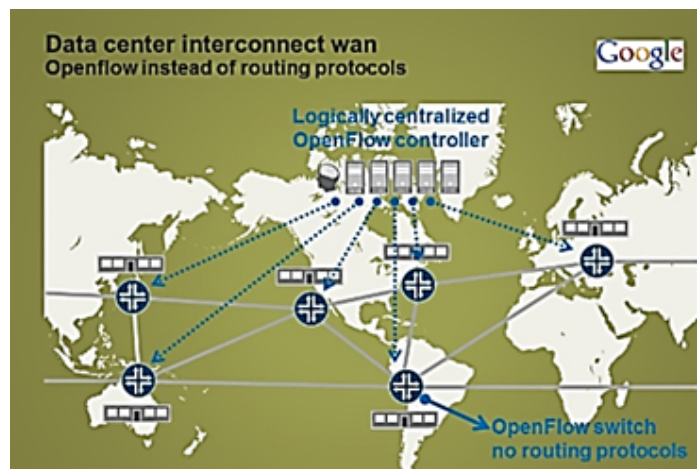 Data center interconnect wan
Openflow instead of routing protocols
Google
Logically centralized
OpenFlow controller
OpenFlow switch
no routing protocols